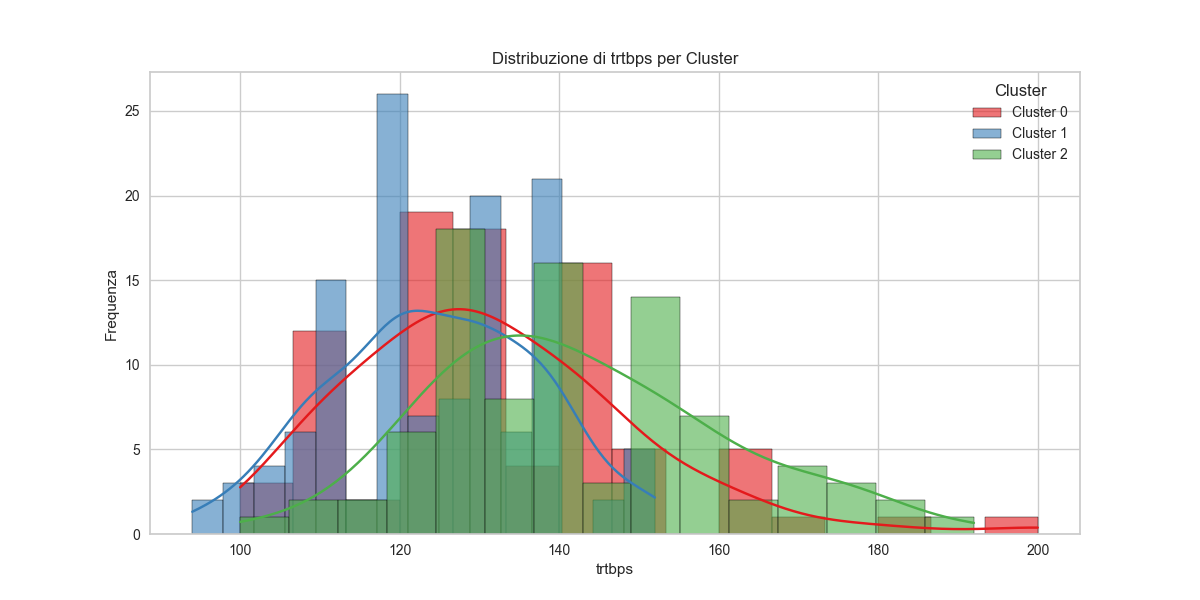 Distribuzione di trtbps per Cluster
Cluster
Cluster 0
Cluster 1
Cluster 2
Frequenza
25
20
15
10
5
0
100 120 140 160 180 200
trtbps